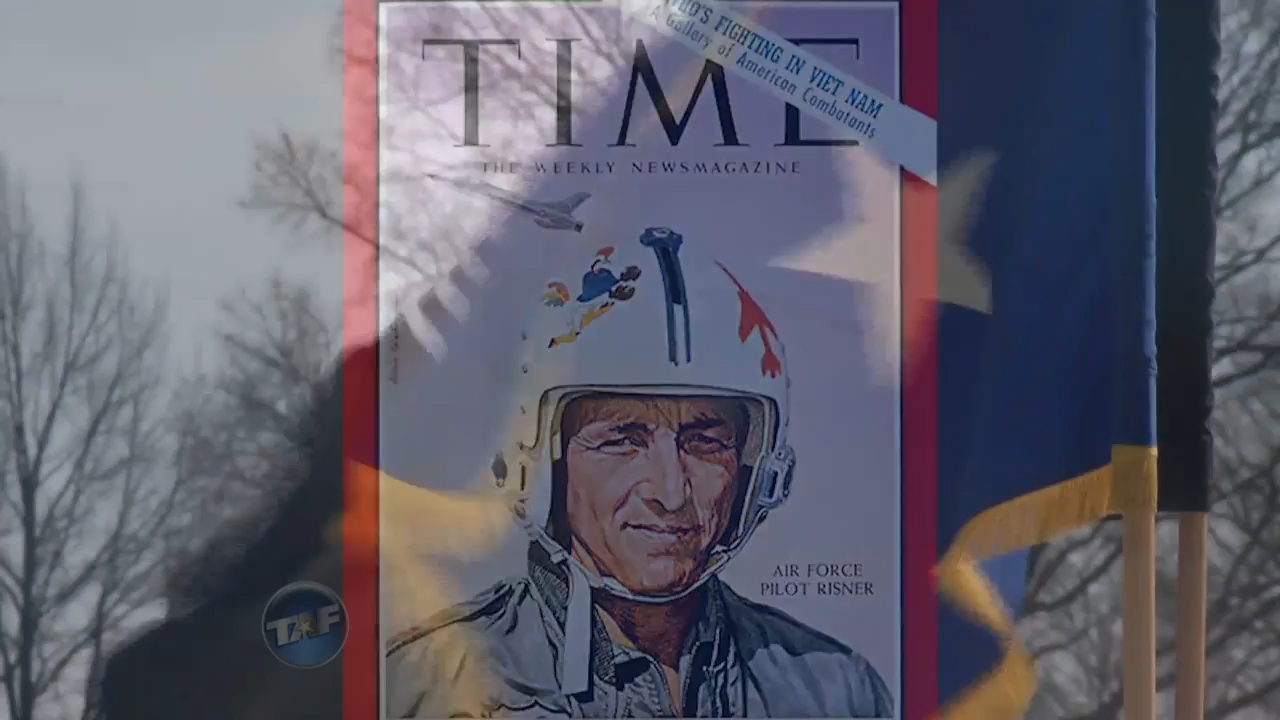 WHO'S FIGHTING IN VIET NAM
A Gallery of American Combatants
TIME
THE WEEKLY NEWSMAGAZINE
AIR FORCE
PILOT RISNER
TAF